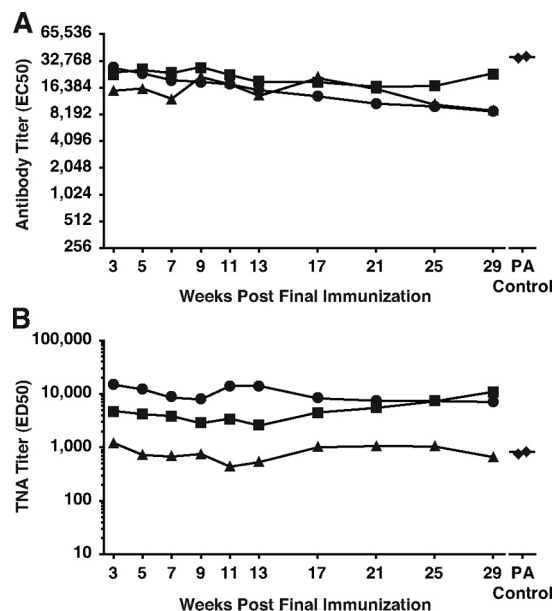 A
Antibody Titer (EC50)
65,536
32,768
16,384
8,192
4,096
2,048
1,024
512
256
3 5 7 9 11 13 17 21 25 29 PA
Control
Weeks Post Final Immunization
B
TNA Titer (ED50)
100,000
10,000
1,000
100
10
3 5 7 9 11 13 17 21 25 29 PA
Control
Weeks Post Final Immunization